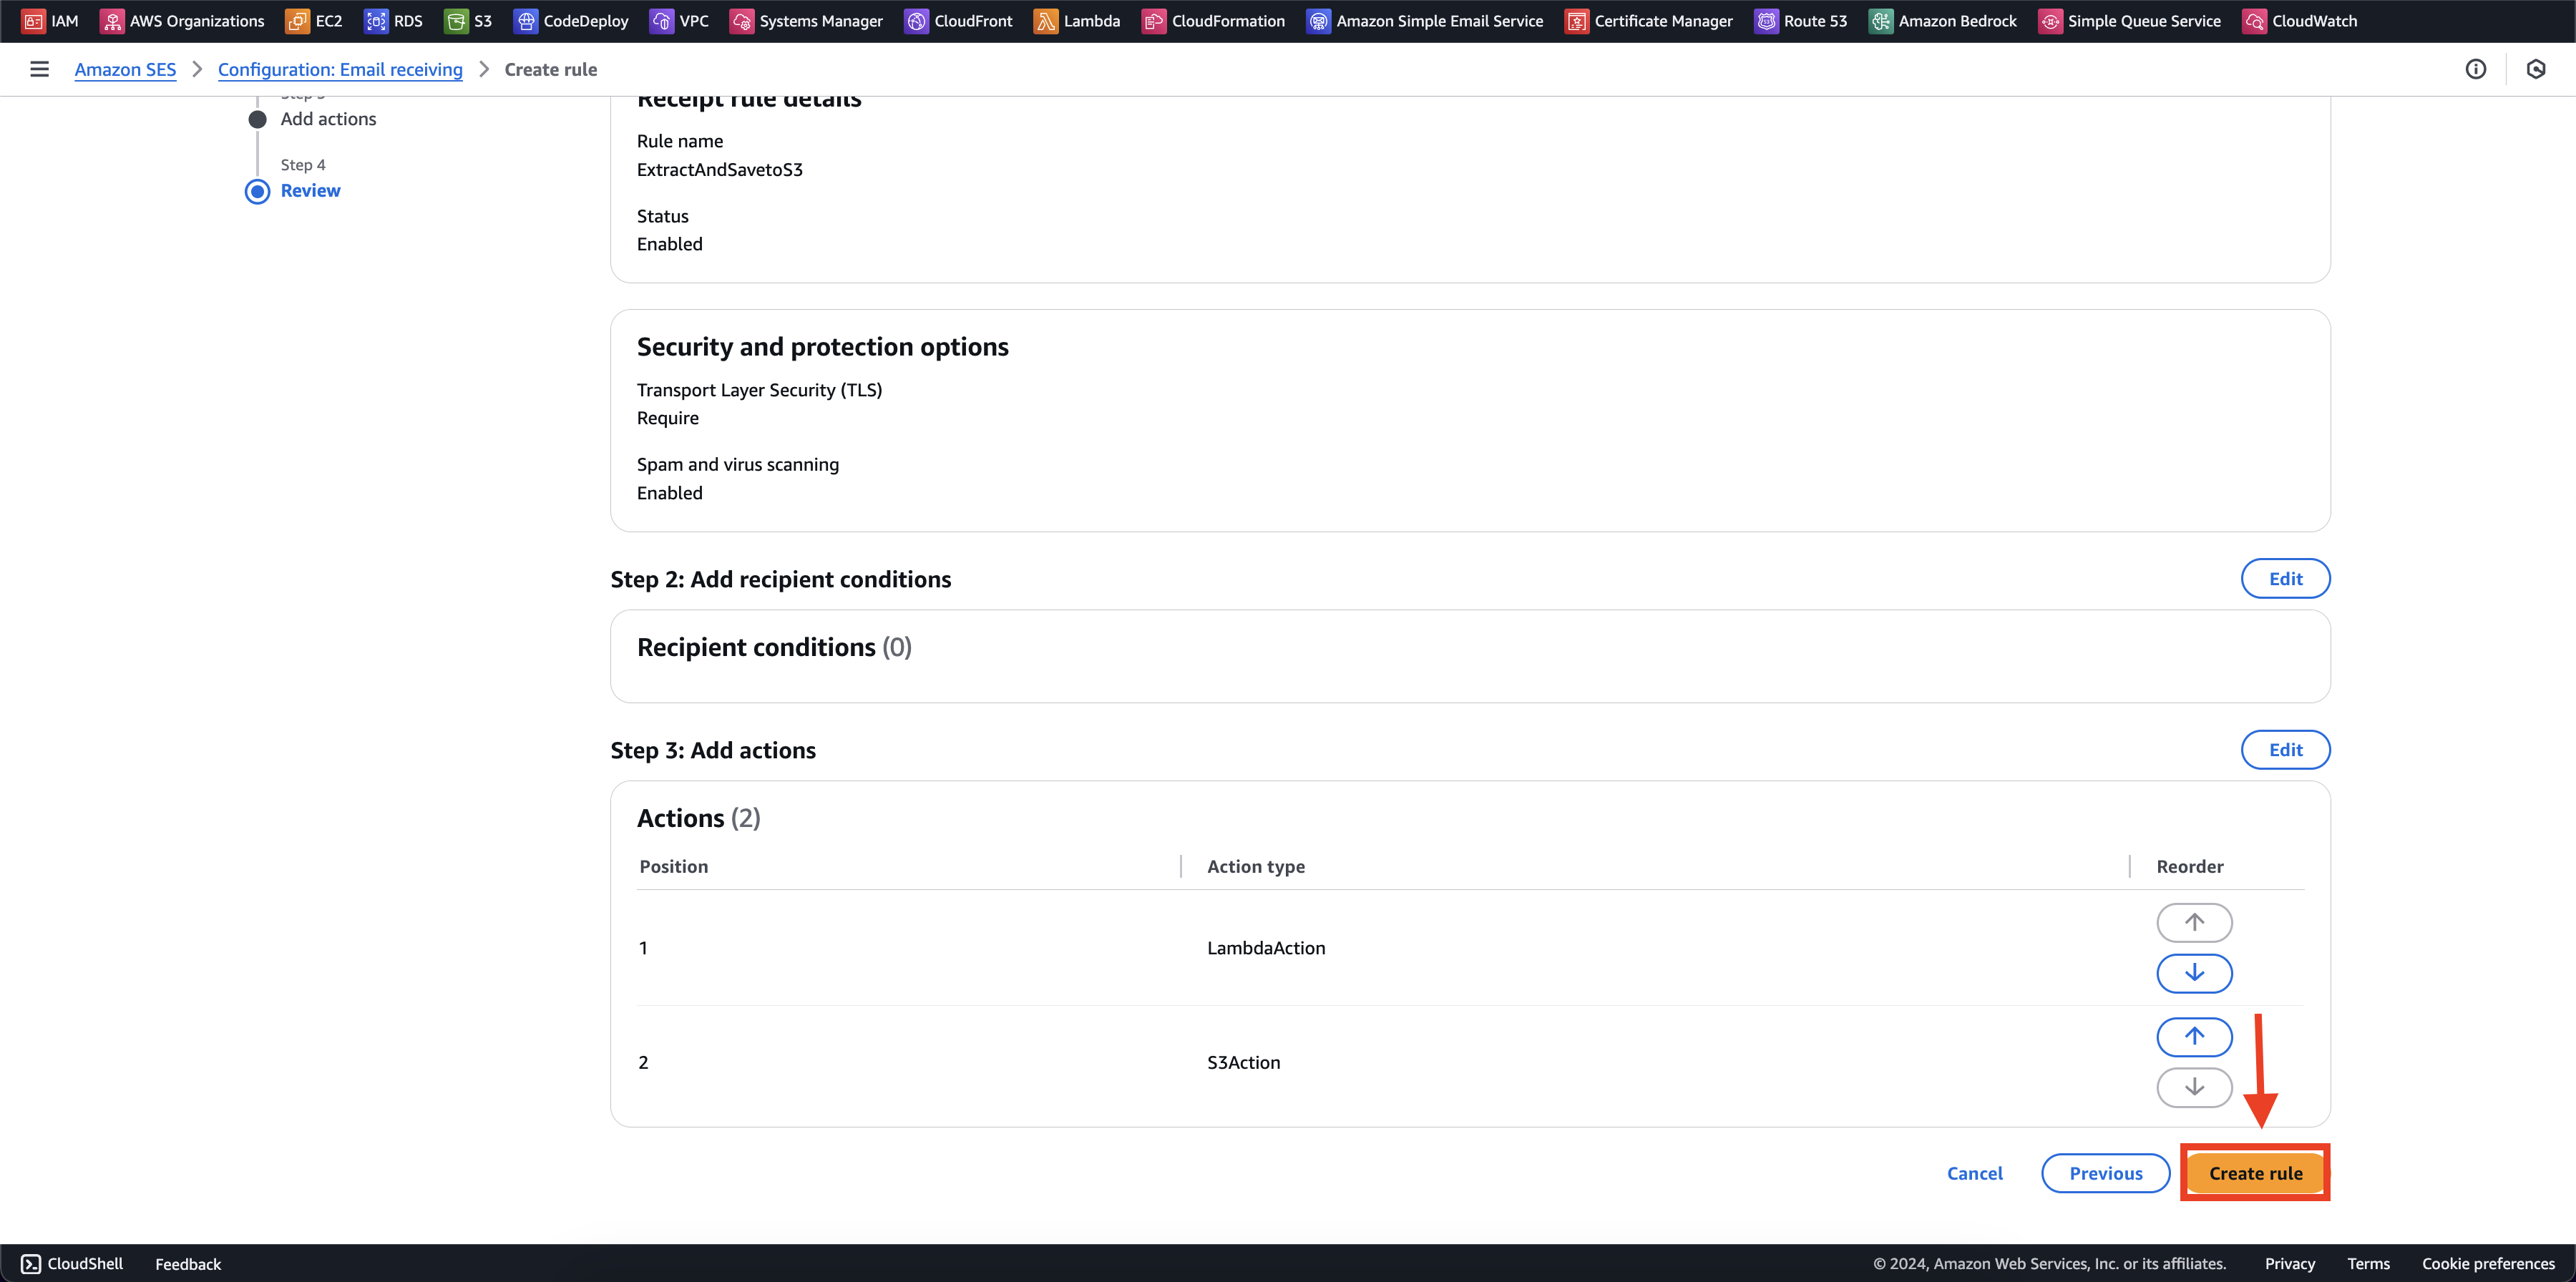 IAM AWS Organizations EC2 RDS S3 CodeDeploy VPC Systems Manager CloudFront Lambda CloudFormation Amazon Simple Email Service Certificate Manager Route 53 Amazon Bedrock Simple Queue Service CloudWatch
Amazon SES > Configuration: Email receiving > Create rule
Step 3
Add actions
Step 4
Review
Receipt rule details
Rule name
ExtractAndSavetoS3
Status
Enabled
Security and protection options
Transport Layer Security (TLS)
Require
Spam and virus scanning
Enabled
Step 2: Add recipient conditions
Edit
Recipient conditions (0)
Step 3: Add actions
Edit
Actions (2)
Position Action type Reorder
1 LambdaAction
2 S3Action
Cancel Previous Create rule
CloudShell Feedback © 2024, Amazon Web Services, Inc. or its affiliates. Privacy Terms Cookie preferences